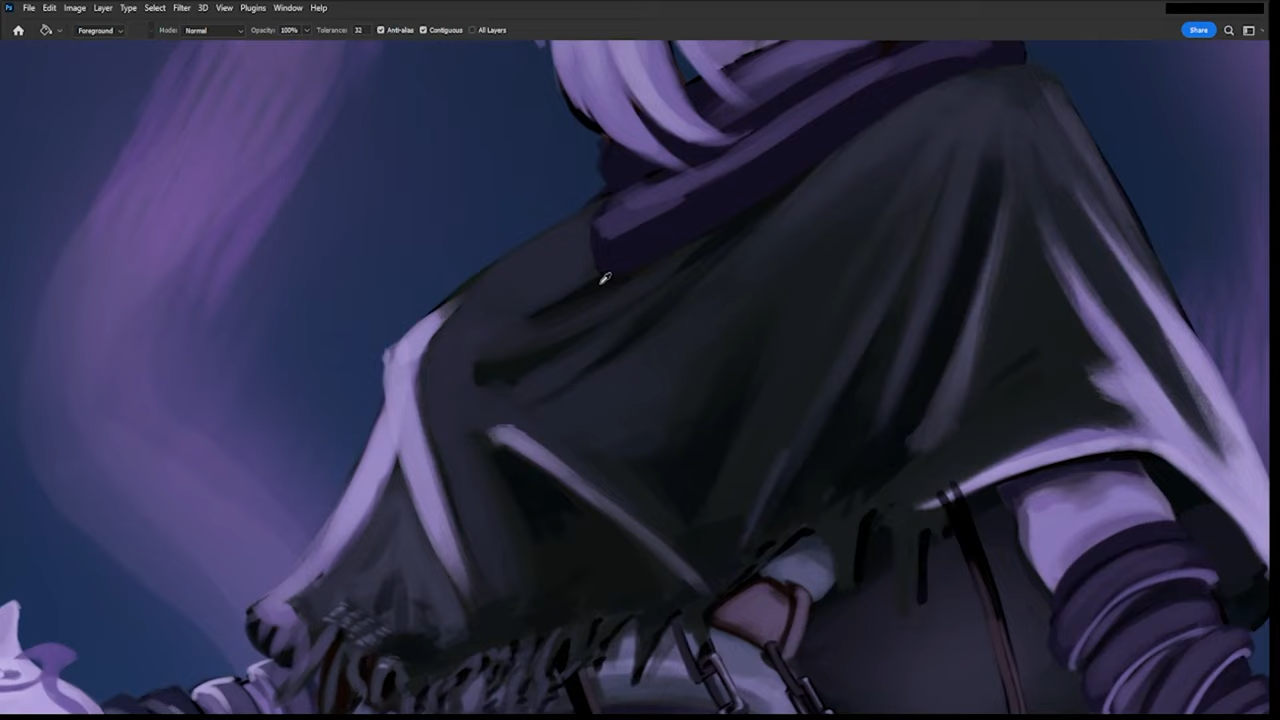 Ps File Edit Image Layer Type Select Filter 3D View Plugins Window Help
Foreground Mode: Normal Opacity: 100% Tolerance: 32 Anti-alias Contiguous All Layers Share